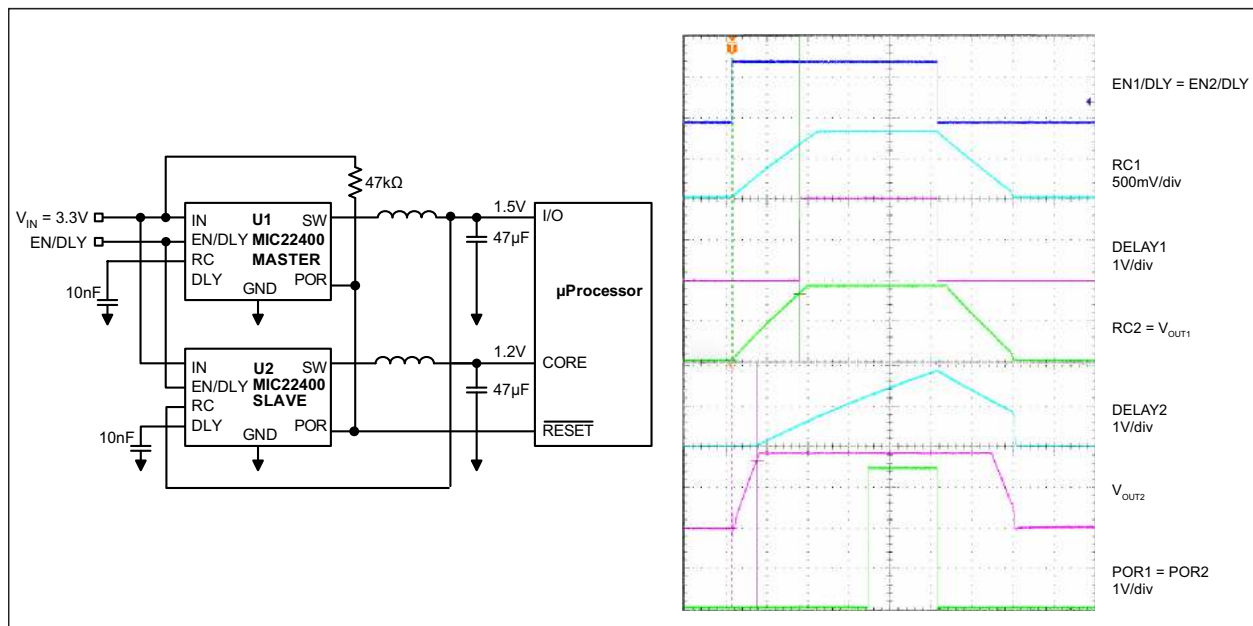 V_IN = 3.3V
EN/DLY
10nF
IN
EN/DLY
RC
DLY
U1
MIC22400
MASTER
GND
SW
POR
47kΩ
1.5V
47µF
IN
EN/DLY
RC
DLY
U2
MIC22400
SLAVE
GND
SW
POR
10nF
1.2V
47µF
I/O
µProcessor
CORE
RESET
T
EN1/DLY = EN2/DLY
RC1
500mV/div
DELAY1
1V/div
RC2 = V_OUT1
DELAY2
1V/div
V_OUT2
POR1 = POR2
1V/div